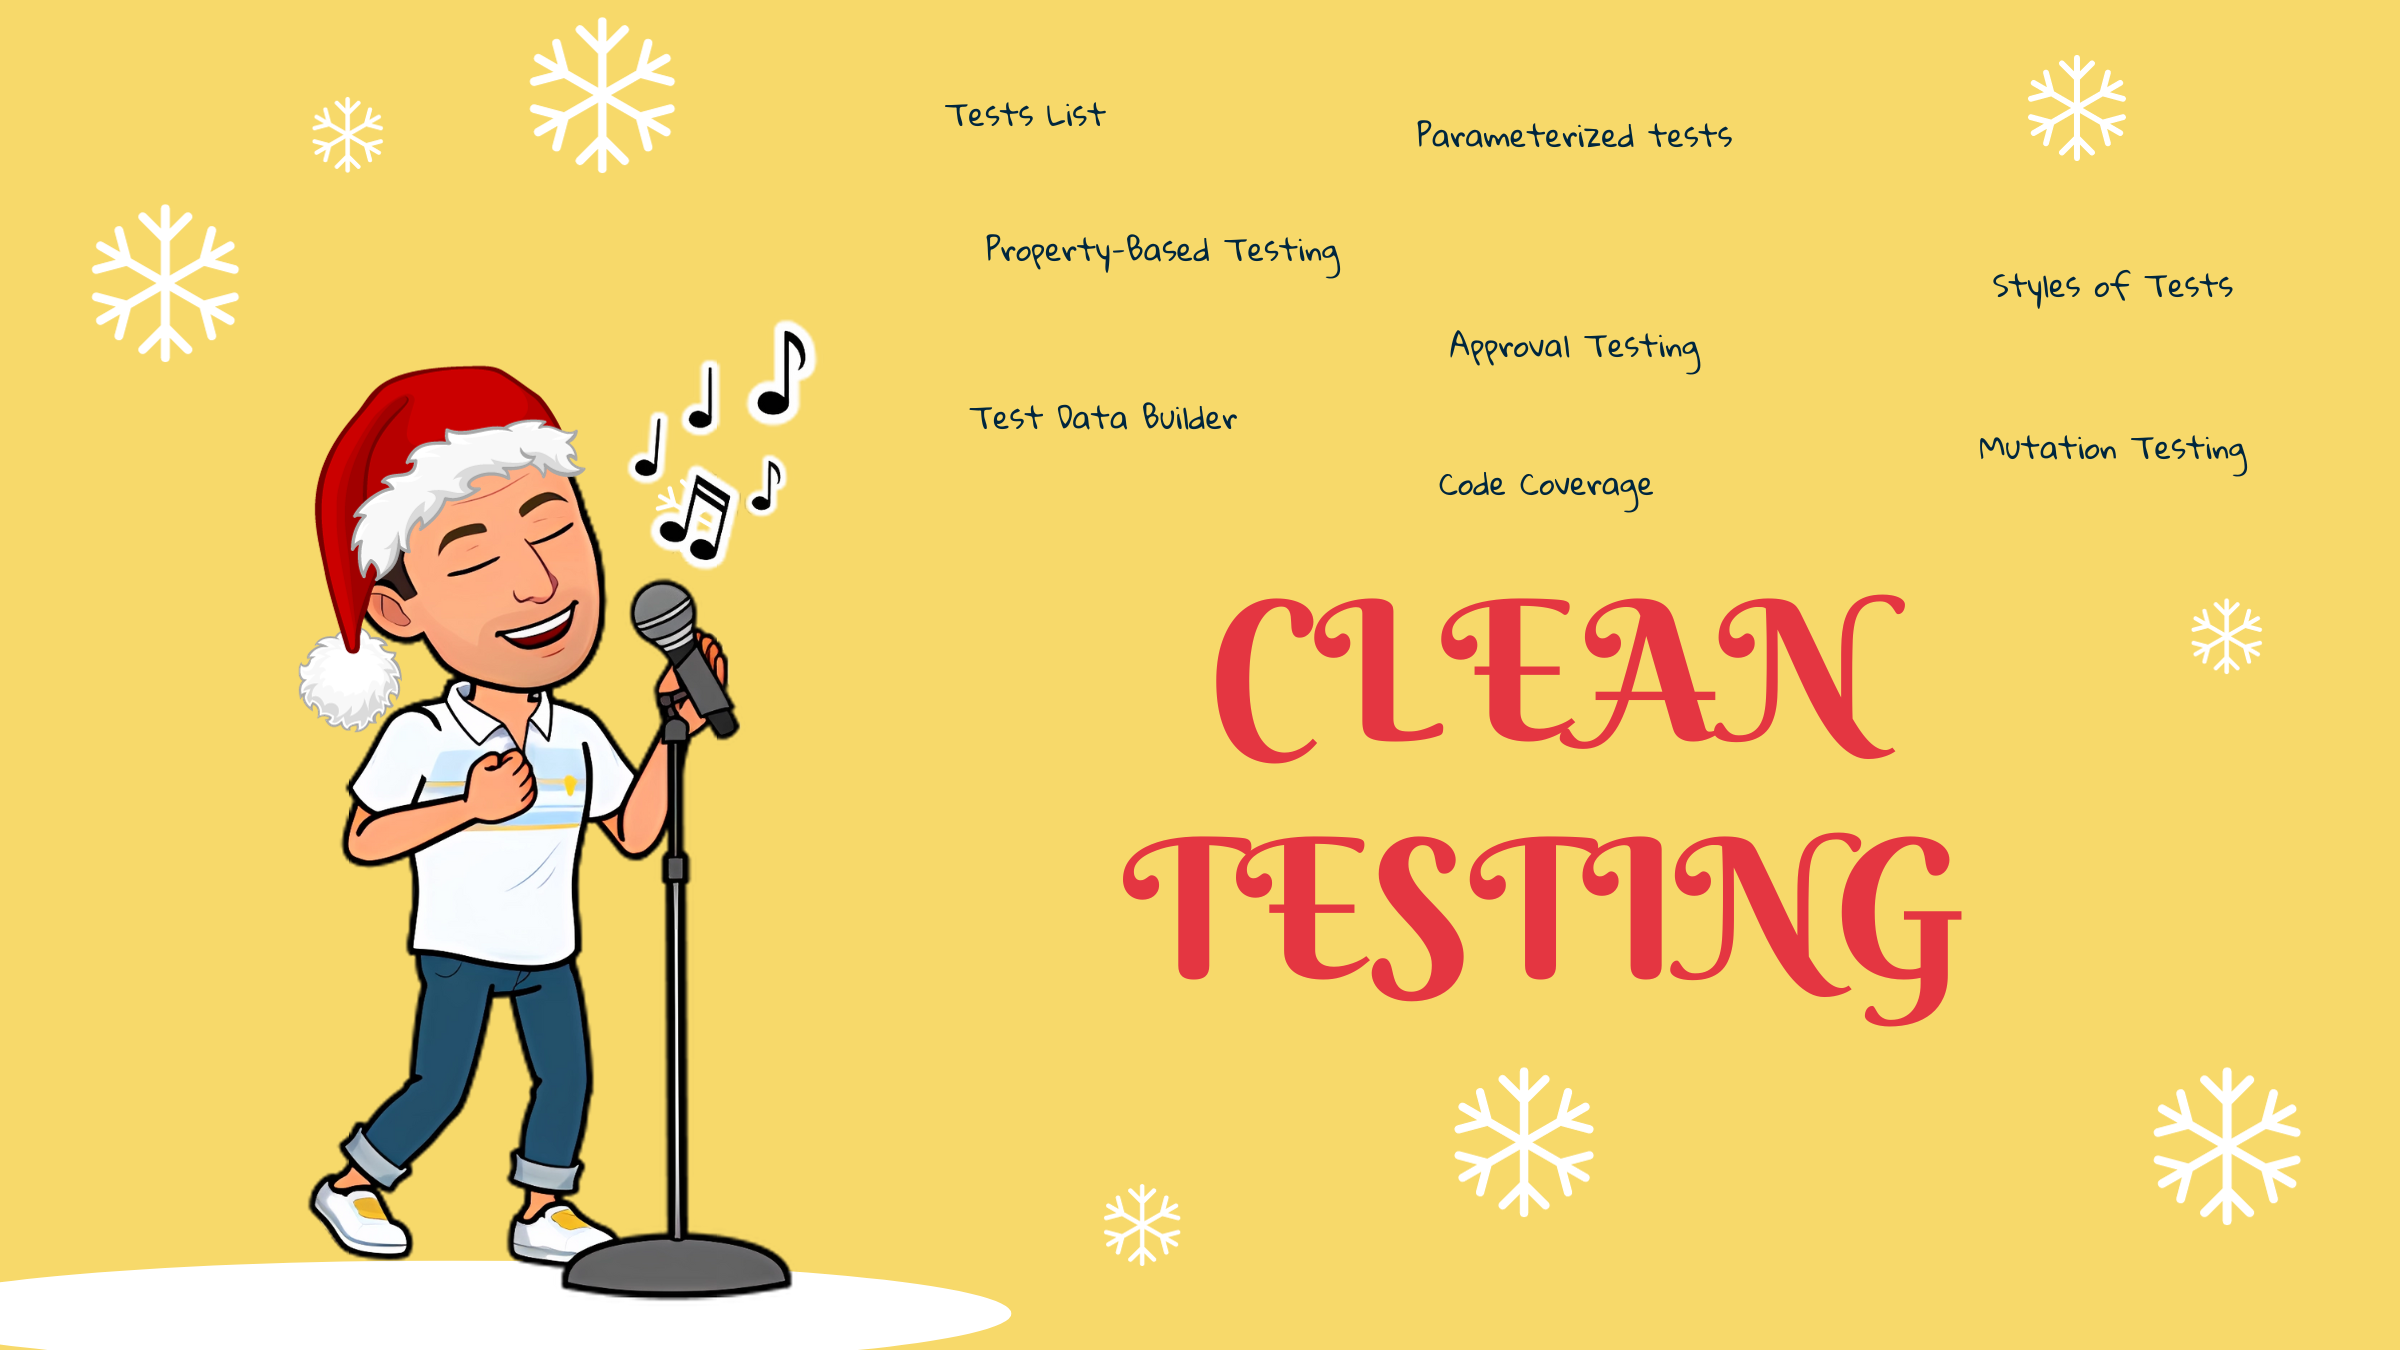 Tests List
Parameterized tests
Property-Based Testing
Styles of Tests
Approval Testing
Test Data Builder
Mutation Testing
Code Coverage
CLEAN
TESTING